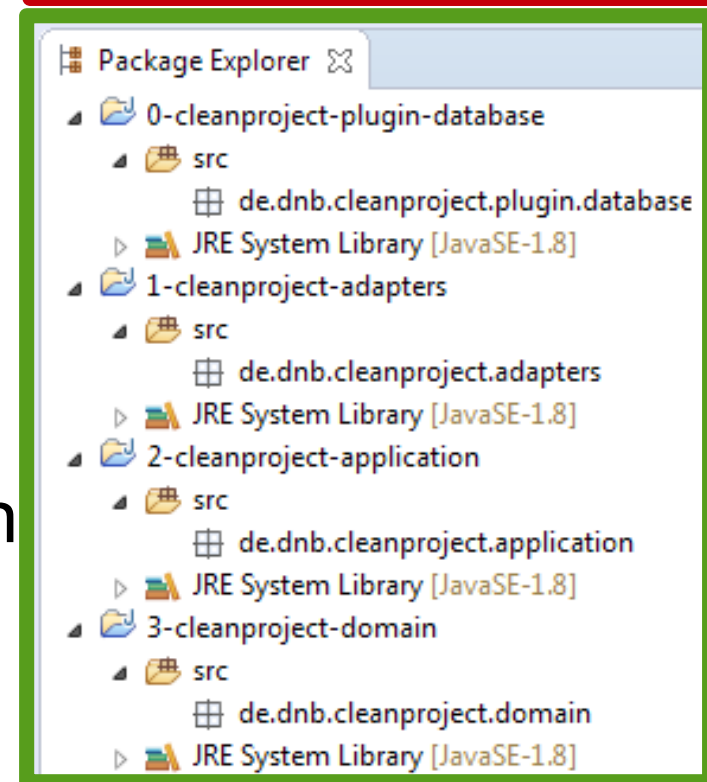 Package Explorer
0-cleanproject-plugin-database
src
de.dnb.cleanproject.plugin.database
JRE System Library [JavaSE-1.8]
1-cleanproject-adapters
src
de.dnb.cleanproject.adapters
JRE System Library [JavaSE-1.8]
2-cleanproject-application
src
n
de.dnb.cleanproject.application
JRE System Library [JavaSE-1.8]
3-cleanproject-domain
src
de.dnb.cleanproject.domain
JRE System Library [JavaSE-1.8]